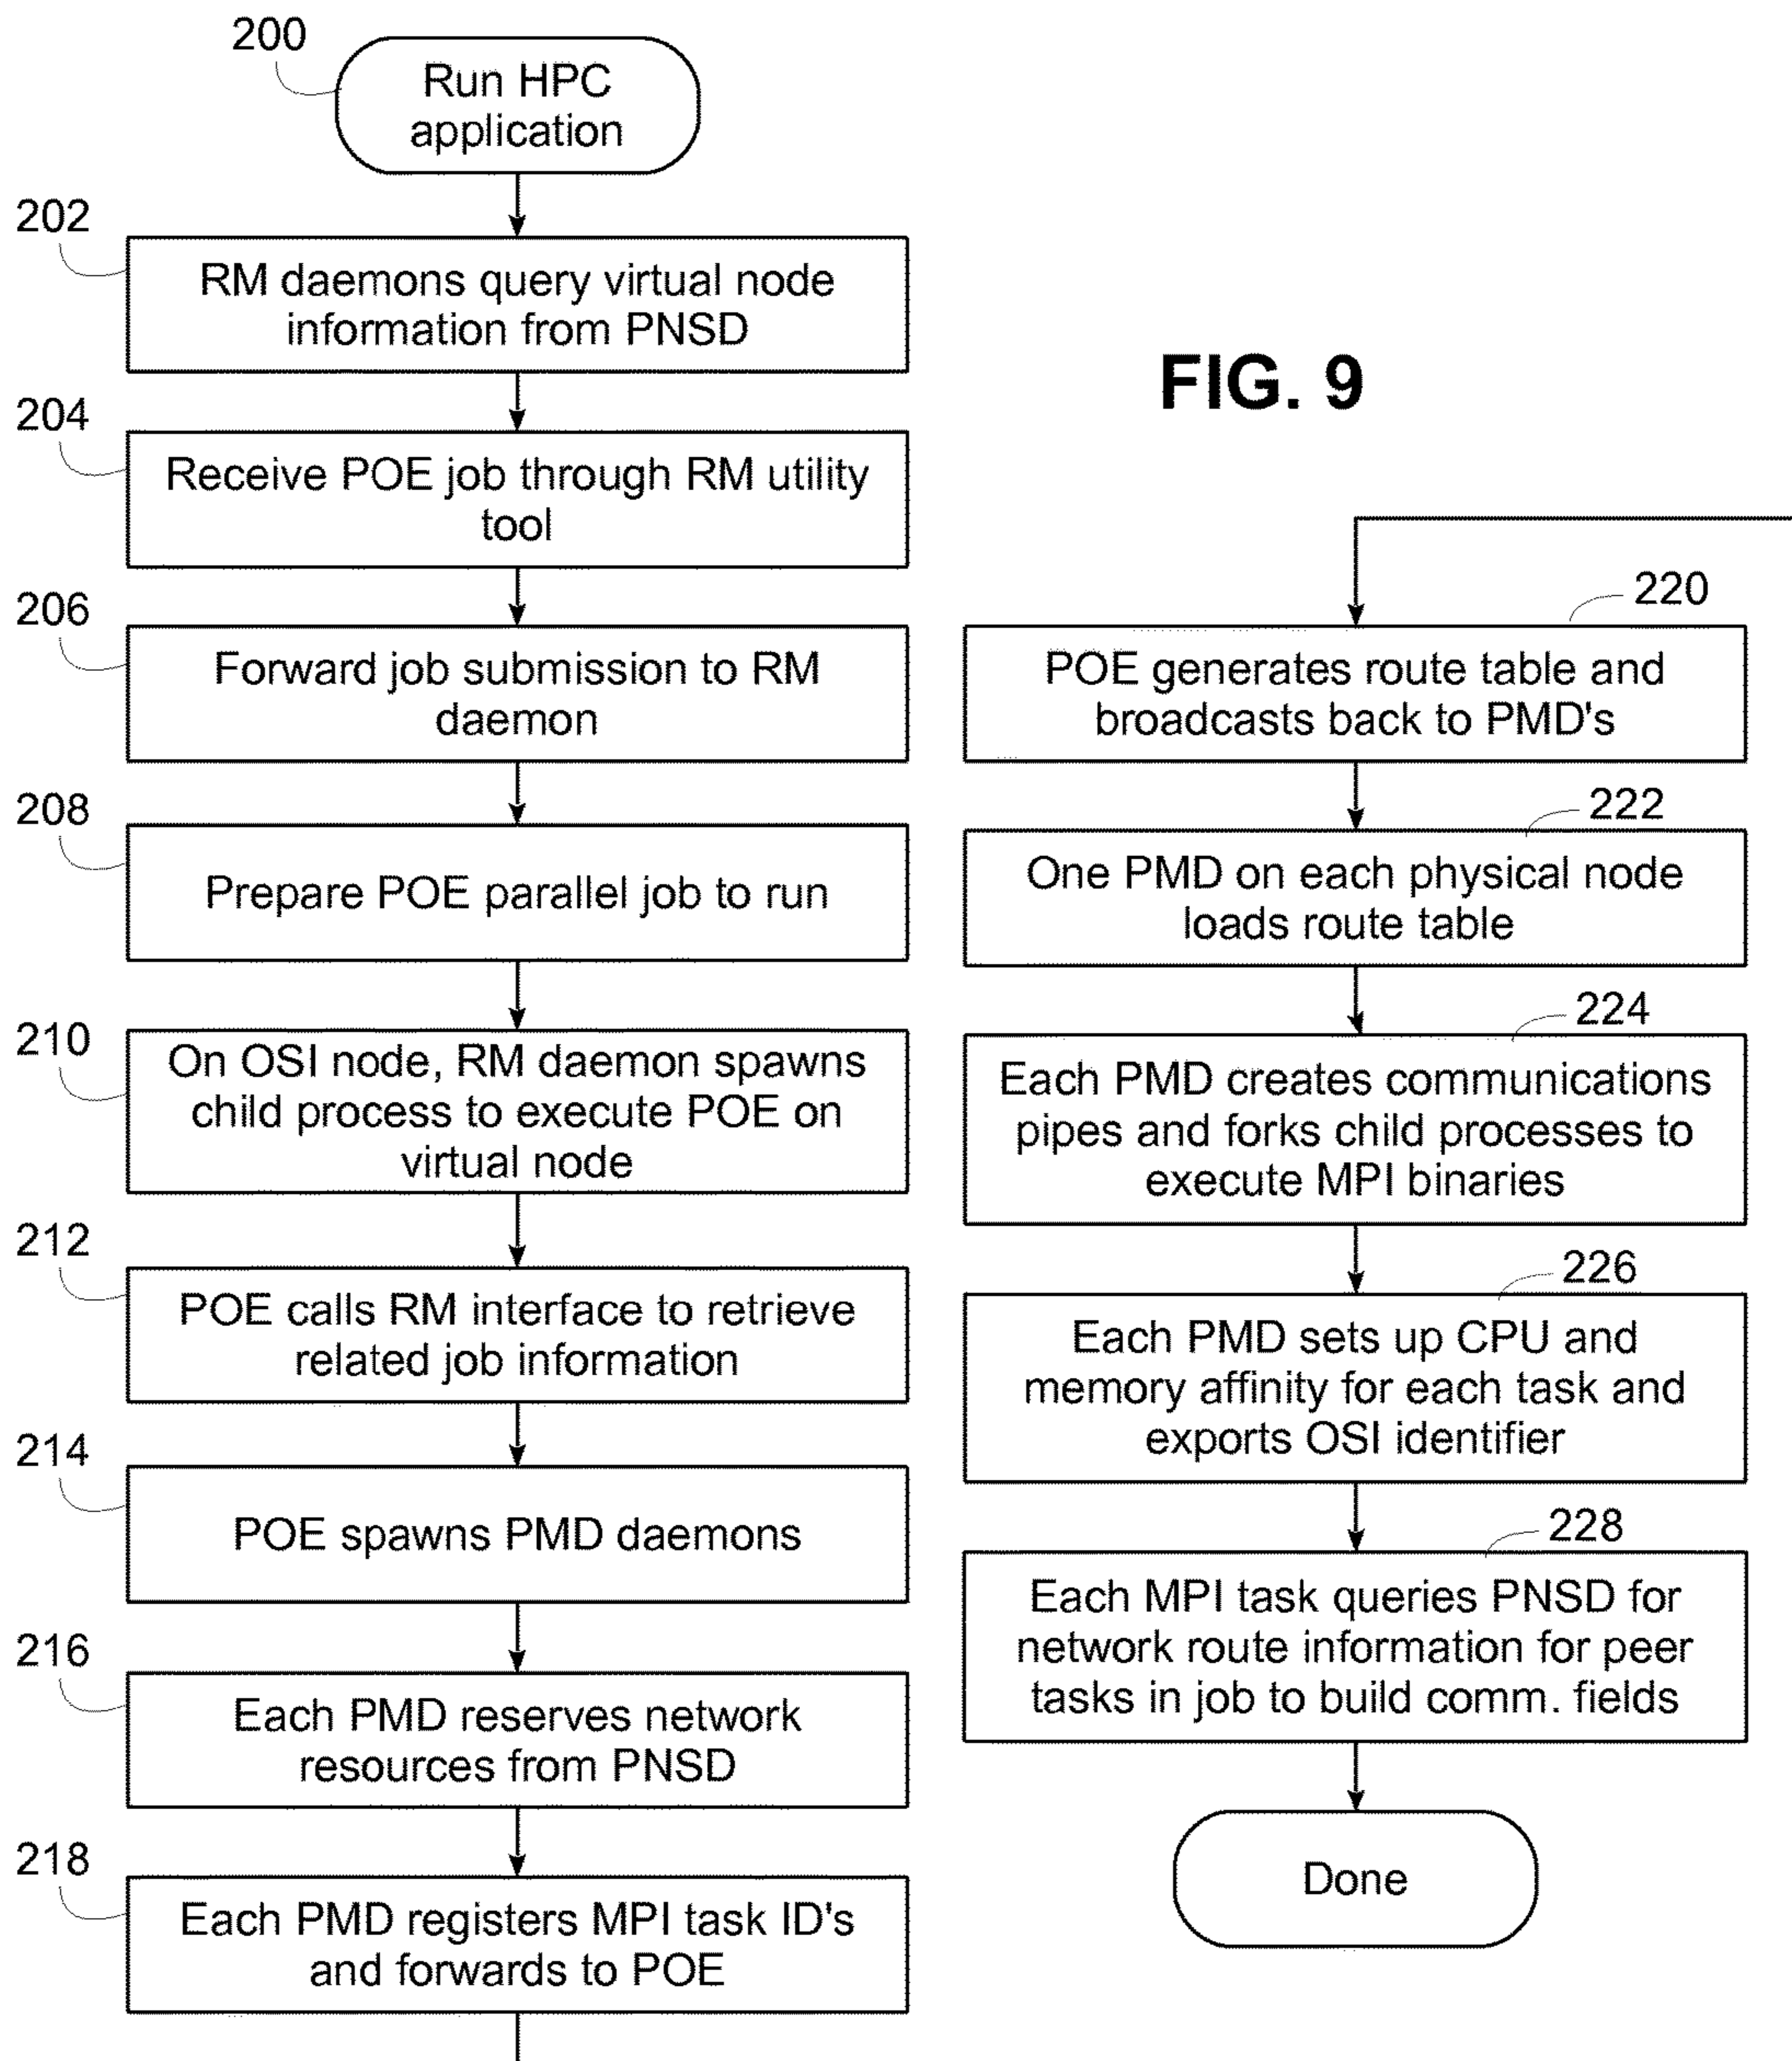 200
Run HPC
application
202
RM daemons query virtual node
information from PNSD
204
Receive POE job through RM utility
tool
206
Forward job submission to RM
daemon
208
Prepare POE parallel job to run
210
On OSI node, RM daemon spawns
child process to execute POE on
virtual node
212
POE calls RM interface to retrieve
related job information
214
POE spawns PMD daemons
216
Each PMD reserves network
resources from PNSD
218
Each PMD registers MPI task ID's
and forwards to POE
FIG. 9
220
POE generates route table and
broadcasts back to PMD's
222
One PMD on each physical node
loads route table
224
Each PMD creates communications
pipes and forks child processes to
execute MPI binaries
226
Each PMD sets up CPU and
memory affinity for each task and
exports OSI identifier
228
Each MPI task queries PNSD for
network route information for peer
tasks in job to build comm. fields
Done